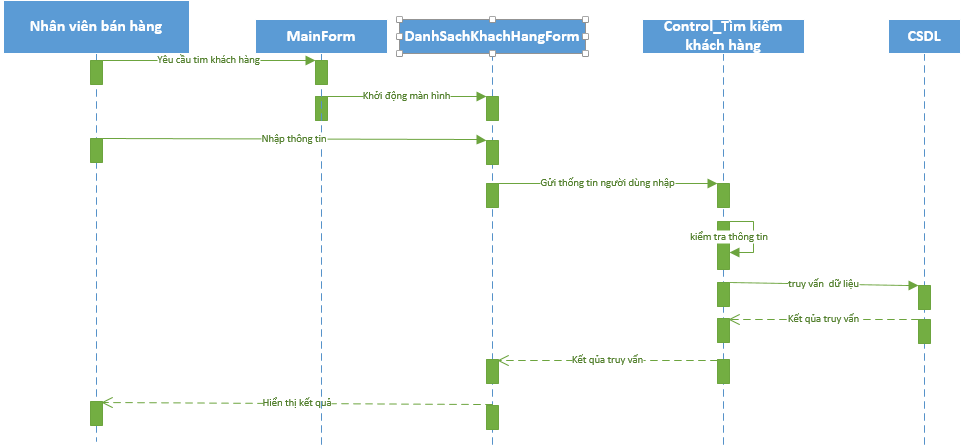 Nhân viên bán hàng
MainForm
DanhSachKhachHangForm
Control_Tìm kiếm
khách hàng
CSDL
Yêu cầu tim khách hàng
Khởi động màn hình
Nhập thông tin
Gửi thống tin người dùng nhập
kiểm tra thông tin
truy vấn dữ liệu
Kết qủa truy vấn
Kết qủa truy vấn
Hiển thị kết quả